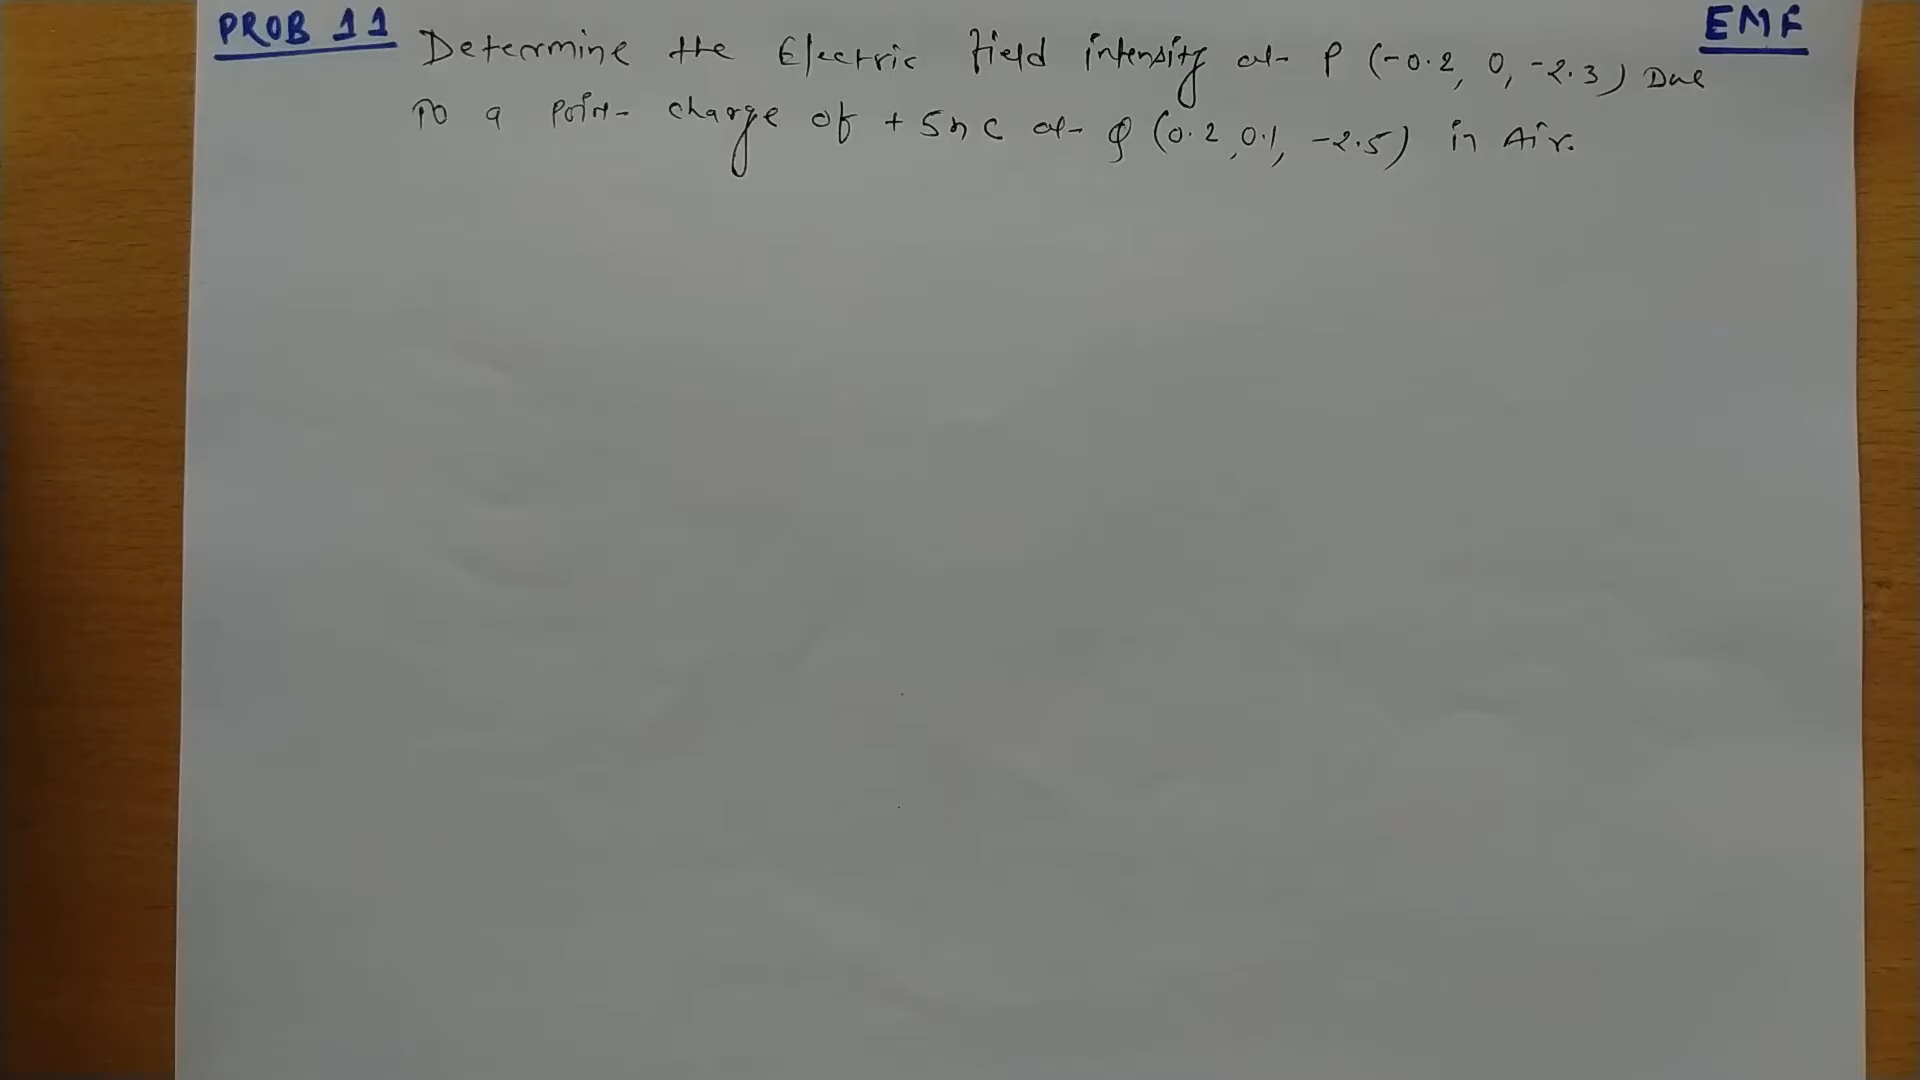 PROB 11 EMF
Determine the Electric field intensity at P (-0.2, 0, -2.3) Due
To a point charge of +5nC at Q (0.2, 0.1, -2.5) in Air.